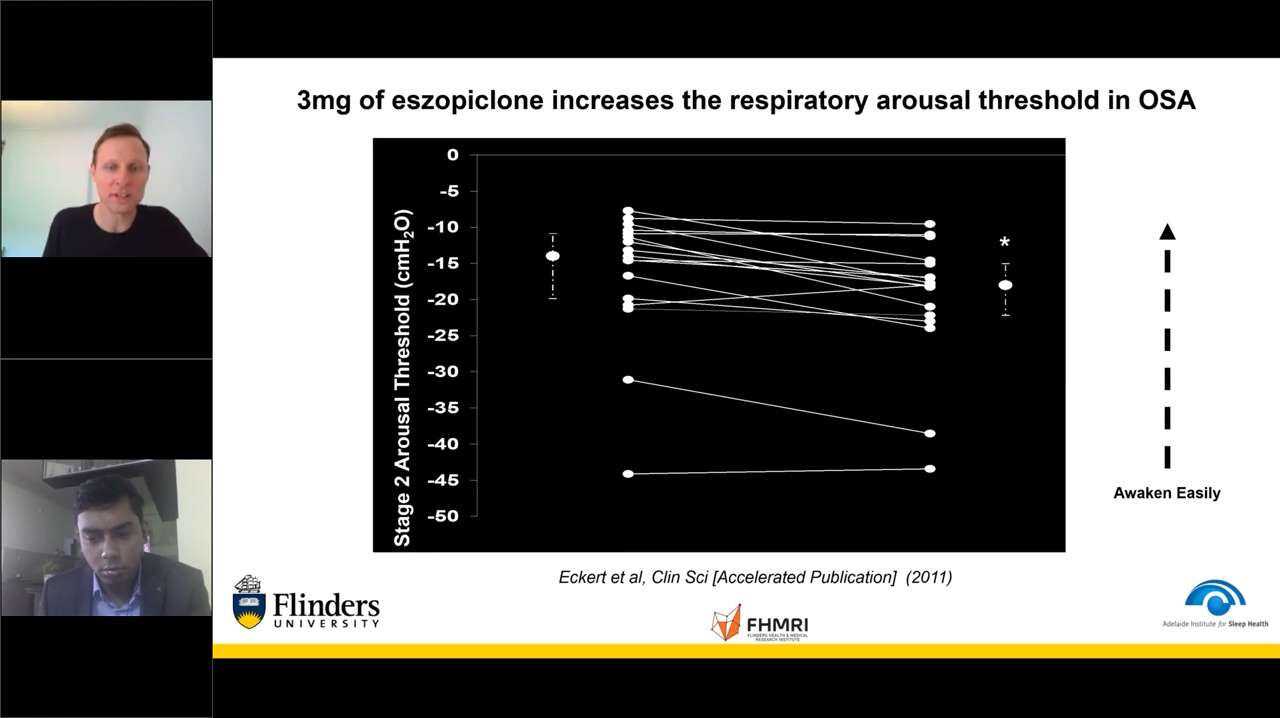 3mg of eszopiclone increases the respiratory arousal threshold in OSA
Stage 2 Arousal Threshold (cmH₂O)
0
-5
-10
-15
-20
-25
-30
-35
-40
-45
-50
*
Awaken Easily
Eckert et al, Clin Sci [Accelerated Publication] (2011)
Flinders
UNIVERSITY
FHMRI
FLINDERS HEALTH & MEDICAL
RESEARCH INSTITUTE
Adelaide Institute for Sleep Health